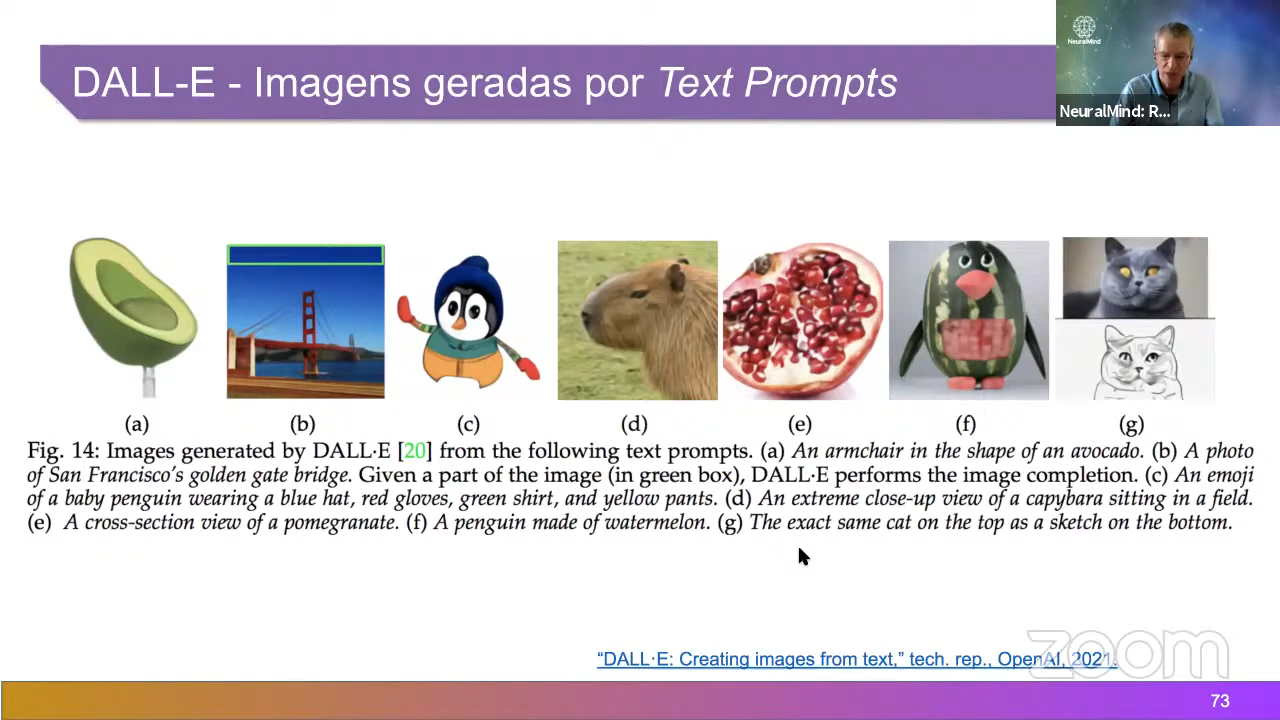 DALL-E - Imagens geradas por Text Prompts
NeuralMind
NeuralMind: R...
(a) (b) (c) (d) (e) (f) (g)
Fig. 14: Images generated by DALL·E [20] from the following text prompts. (a) An armchair in the shape of an avocado. (b) A photo
of San Francisco's golden gate bridge. Given a part of the image (in green box), DALL·E performs the image completion. (c) An emoji
of a baby penguin wearing a blue hat, red gloves, green shirt, and yellow pants. (d) An extreme close-up view of a capybara sitting in a field.
(e) A cross-section view of a pomegranate. (f) A penguin made of watermelon. (g) The exact same cat on the top as a sketch on the bottom.
zoom
“DALL·E: Creating images from text,” tech. rep., OpenAI, 2021.
73